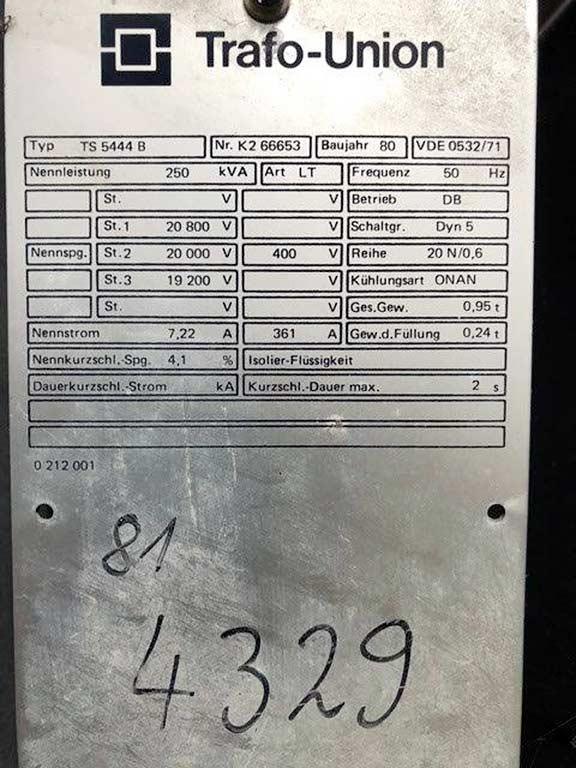 Trafo-Union
Typ TS 5444 B Nr. K2 66653 Baujahr 80 VDE 0532/71
Nennleistung 250 kVA Art LT Frequenz 50 Hz
St. V V Betrieb DB
St.1 20 800 V V Schaltgr. Dyn 5
Nennspg. St.2 20 000 V 400 V Reihe 20 N/0,6
St.3 19 200 V V Kühlungsart ONAN
St. V V Ges.Gew. 0,95 t
Nennstrom 7,22 A 361 A Gew.d.Füllung 0,24 t
Nennkurzschl.-Spg. 4,1 % Isolier-Flüssigkeit
Dauerkurzschl.-Strom kA Kurzschl.-Dauer max. 2 s
0 212 001
81
4329